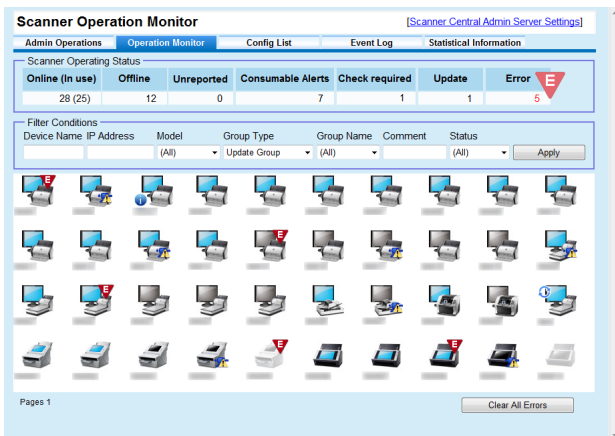 Scanner Operation Monitor
[Scanner Central Admin Server Settings]
Admin Operations Operation Monitor Config List Event Log Statistical Information
Scanner Operating Status
Online (In use) Offline Unreported Consumable Alerts Check required Update Error E
28 (25) 12 0 7 1 1 5
Filter Conditions
Device Name IP Address Model Group Type Group Name Comment Status
(All) Update Group (All) (All) Apply
E
E
E
E E
Pages 1 Clear All Errors